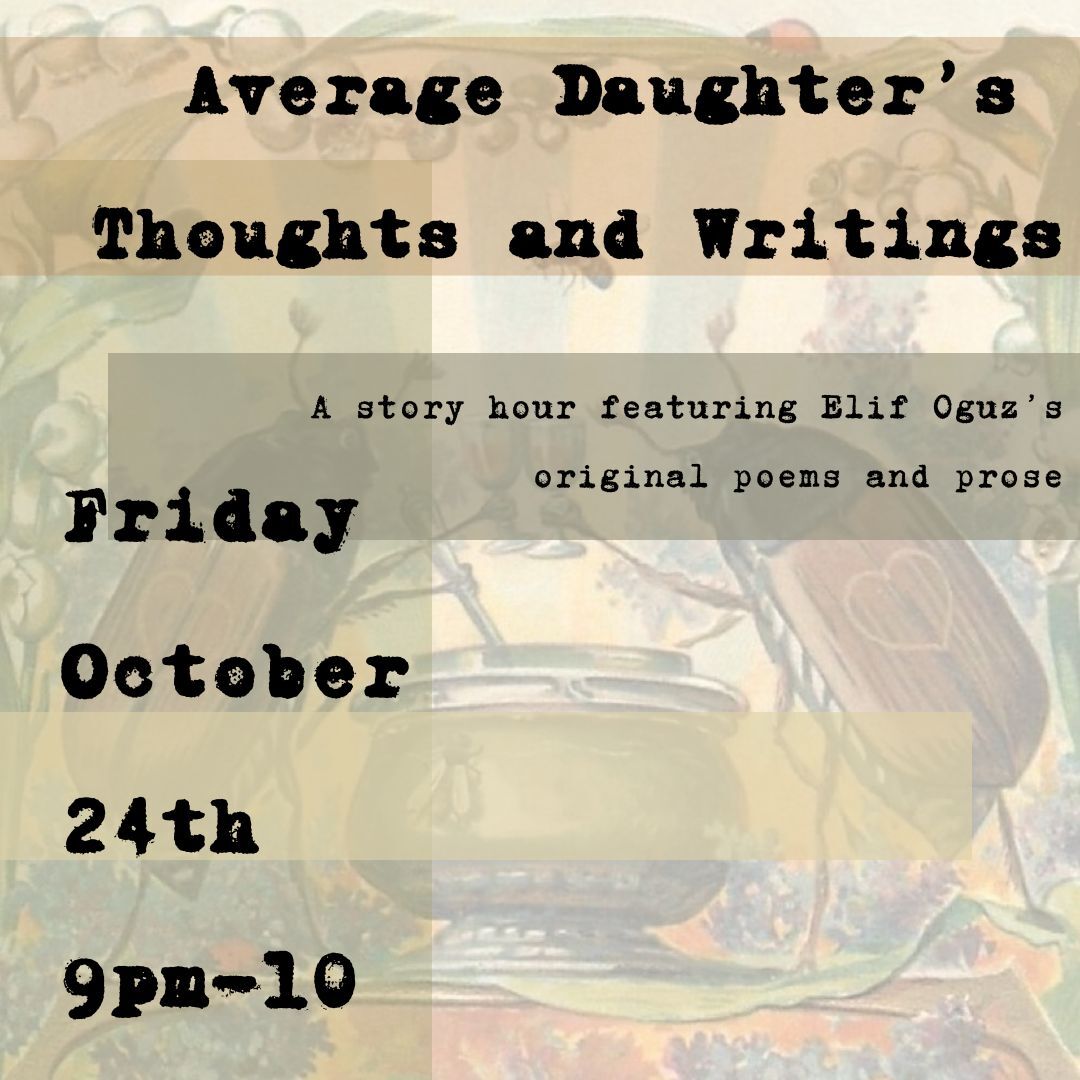 Average Daughter's
Thoughts and Writings
A story hour featuring Elif Oguz's
original poems and prose
Friday
October
24th
9pm-10